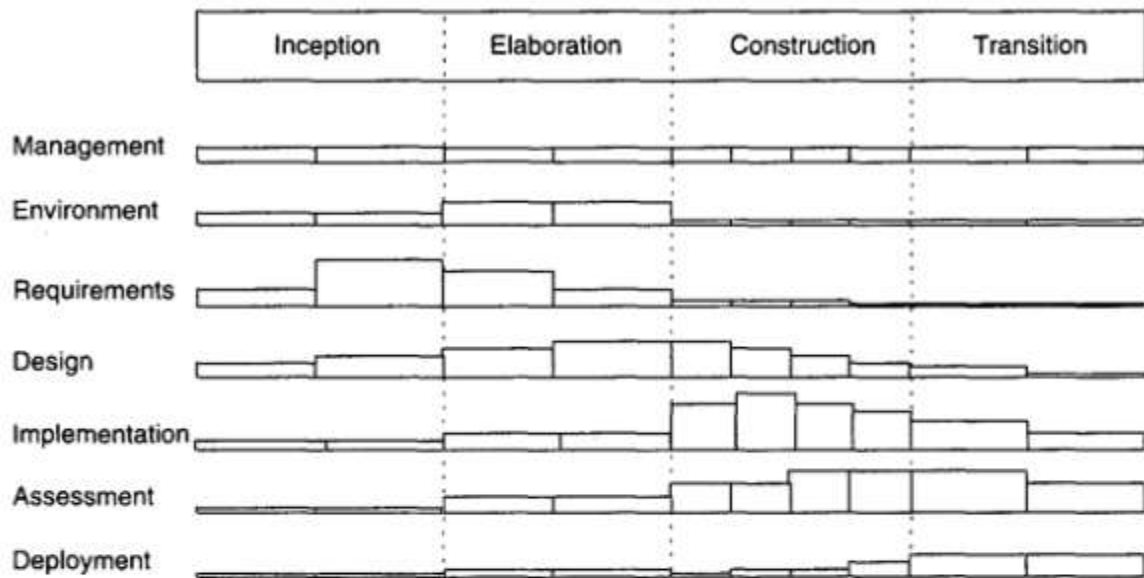 Inception Elaboration Construction Transition
Management
Environment
Requirements
Design
Implementation
Assessment
Deployment